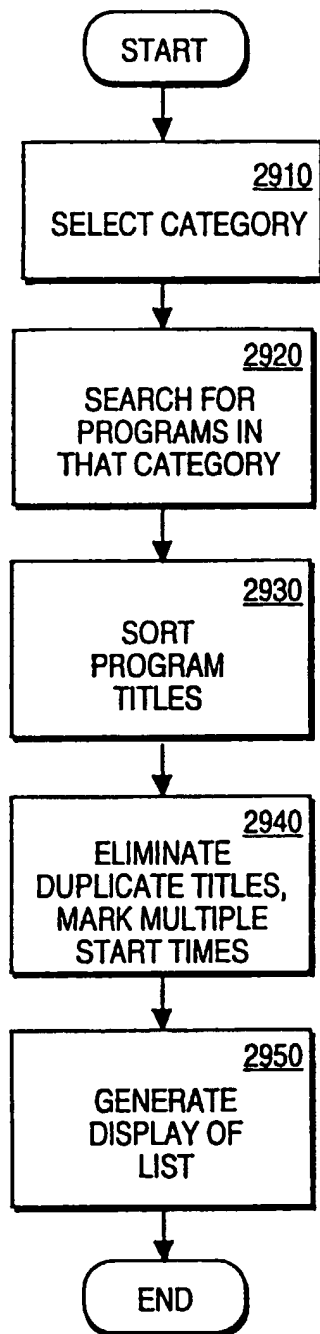 START
2910
SELECT CATEGORY
2920
SEARCH FOR
PROGRAMS IN
THAT CATEGORY
2930
SORT
PROGRAM
TITLES
2940
ELIMINATE
DUPLICATE TITLES,
MARK MULTIPLE
START TIMES
2950
GENERATE
DISPLAY OF
LIST
END